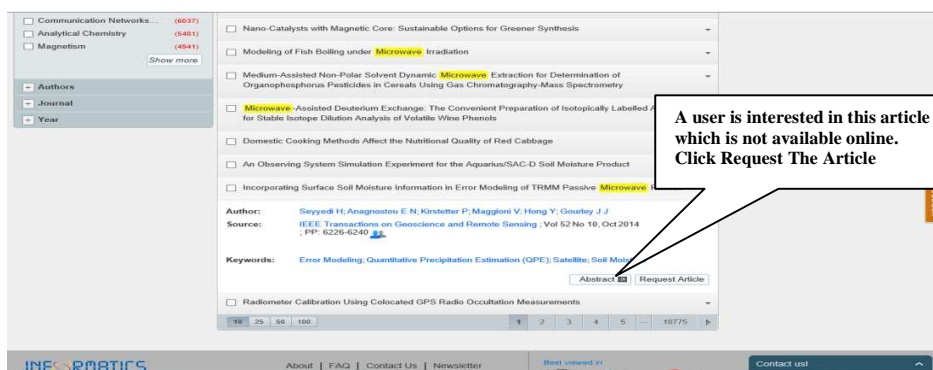 Communication Networks... (6037)
Analytical Chemistry (5481)
Magnetism (4941)
Show more
+ Authors
+ Journal
+ Year
Nano-Catalysts with Magnetic Core: Sustainable Options for Greener Synthesis
Modeling of Fish Boiling under Microwave Irradiation
Medium-Assisted Non-Polar Solvent Dynamic Microwave Extraction for Determination of
Organophosphorus Pesticides in Cereals Using Gas Chromatography-Mass Spectrometry
Microwave-Assisted Deuterium Exchange: The Convenient Preparation of Isotopically Labelled A
for Stable Isotope Dilution Analysis of Volatile Wine Phenols
Domestic Cooking Methods Affect the Nutritional Quality of Red Cabbage
An Observing System Simulation Experiment for the Aquarius/SAC-D Soil Moisture Product
Incorporating Surface Soil Moisture Information in Error Modeling of TRMM Passive Microwave
Author: Seyyedi H; Anagnostou E N; Kirstetter P; Maggioni V; Hong Y; Gourley J J
Source: IEEE Transactions on Geoscience and Remote Sensing ; Vol 52 No 10, Oct 2014
; PP: 6226-6240
Keywords: Error Modeling; Quantitative Precipitation Estimation (QPE); Satellite; Soil Moist
Abstract Request Article
Radiometer Calibration Using Colocated GPS Radio Occultation Measurements
10 25 50 100 1 2 3 4 5 ... 10775
A user is interested in this article
which is not available online.
Click Request The Article
INFORMATICS
About | FAQ | Contact Us | Newsletter
Best viewed in
Contact us!